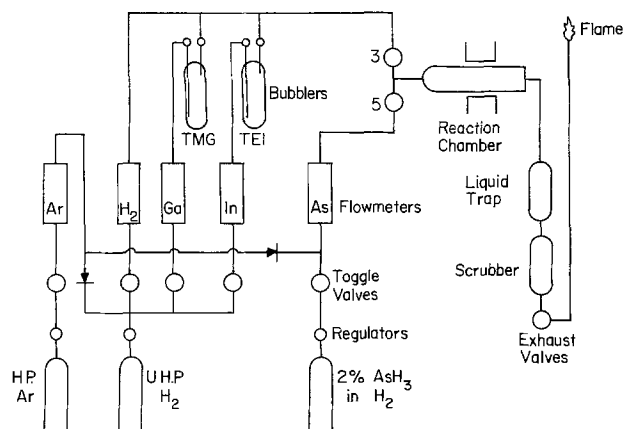 Flame
3
5
Bubblers
TMG
TEI
Reaction
Chamber
Ar
H2
Ga
In
As
Flowmeters
Liquid
Trap
Scrubber
Toggle
Valves
Regulators
Exhaust
Valves
H.P.
Ar
U.H.P
H2
2% AsH3
in H2